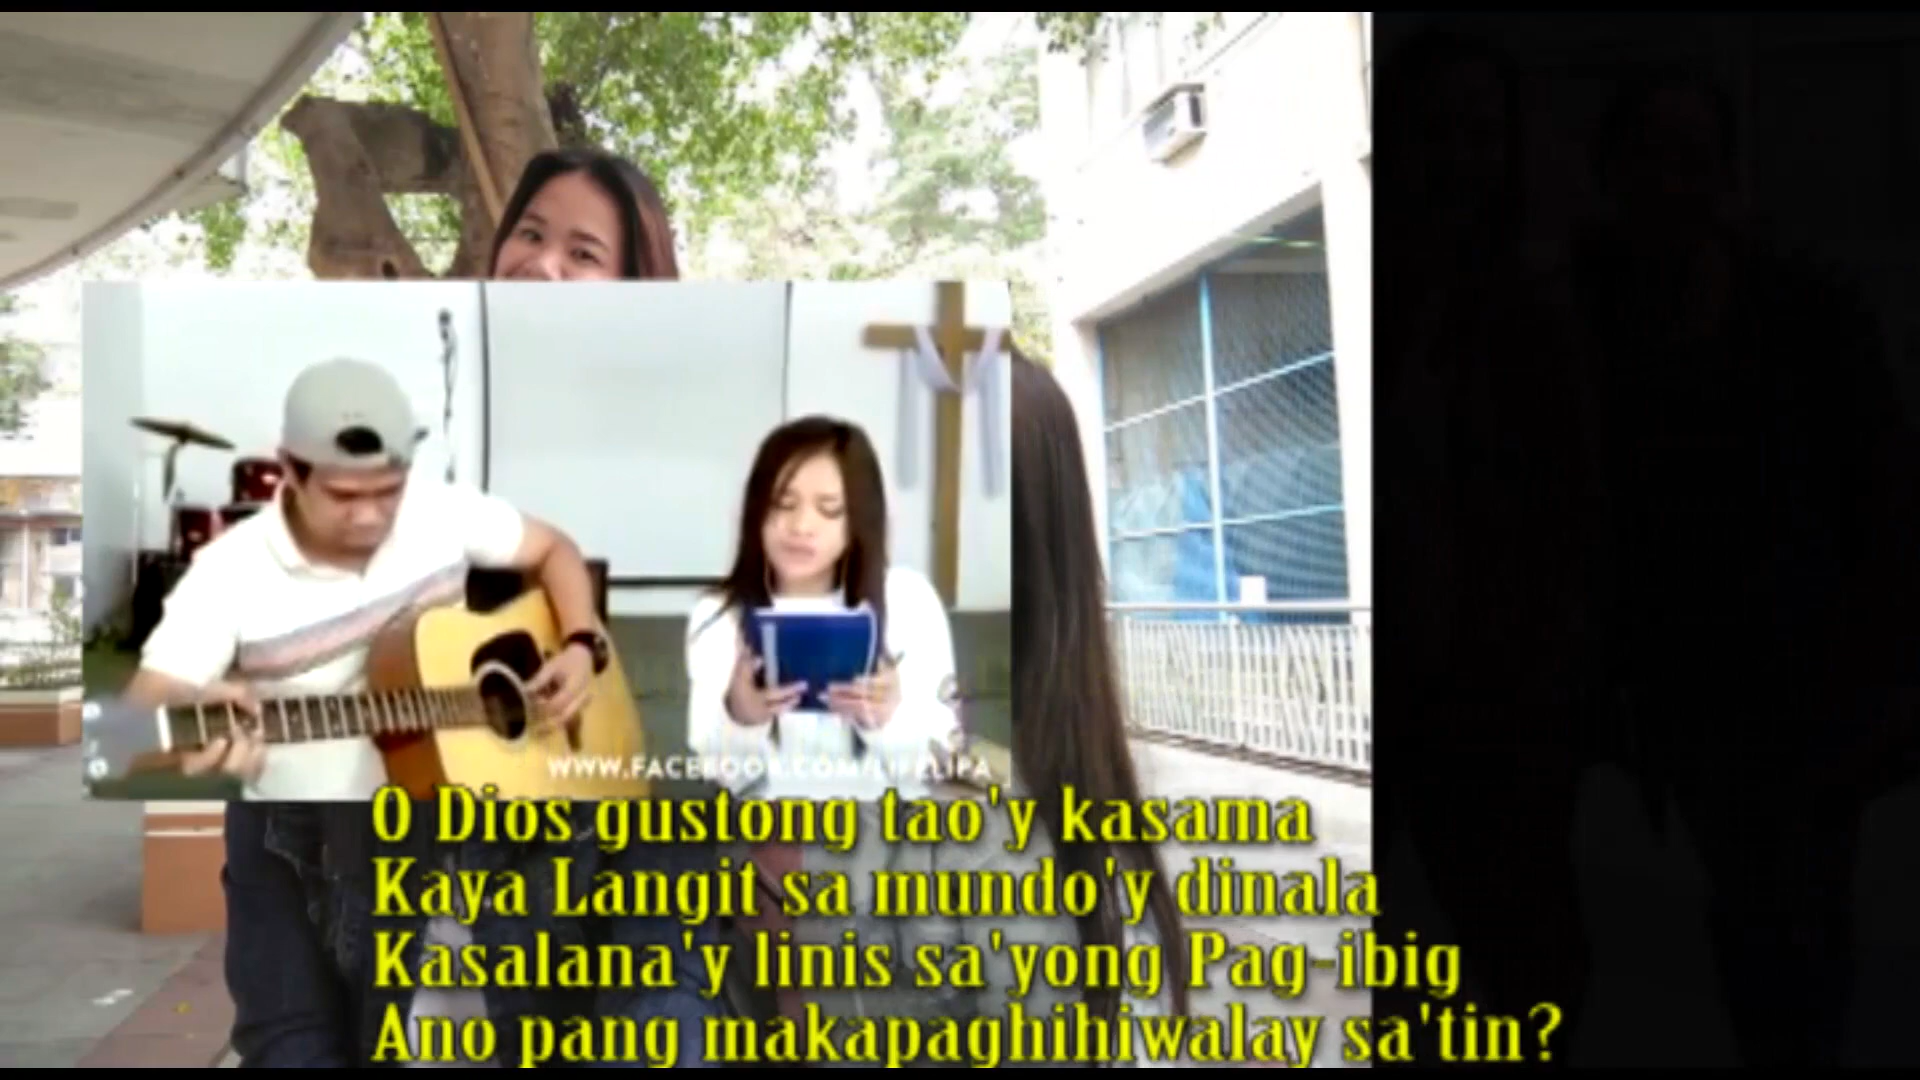 WWW.FACEBOOK.COM/LIFELIPA
O Dios gustong tao'y kasama
Kaya Langit sa mundo'y dinala
Kasalana'y linis sa'yong Pag-ibig
Ano pang makapaghihiwalay sa'tin?